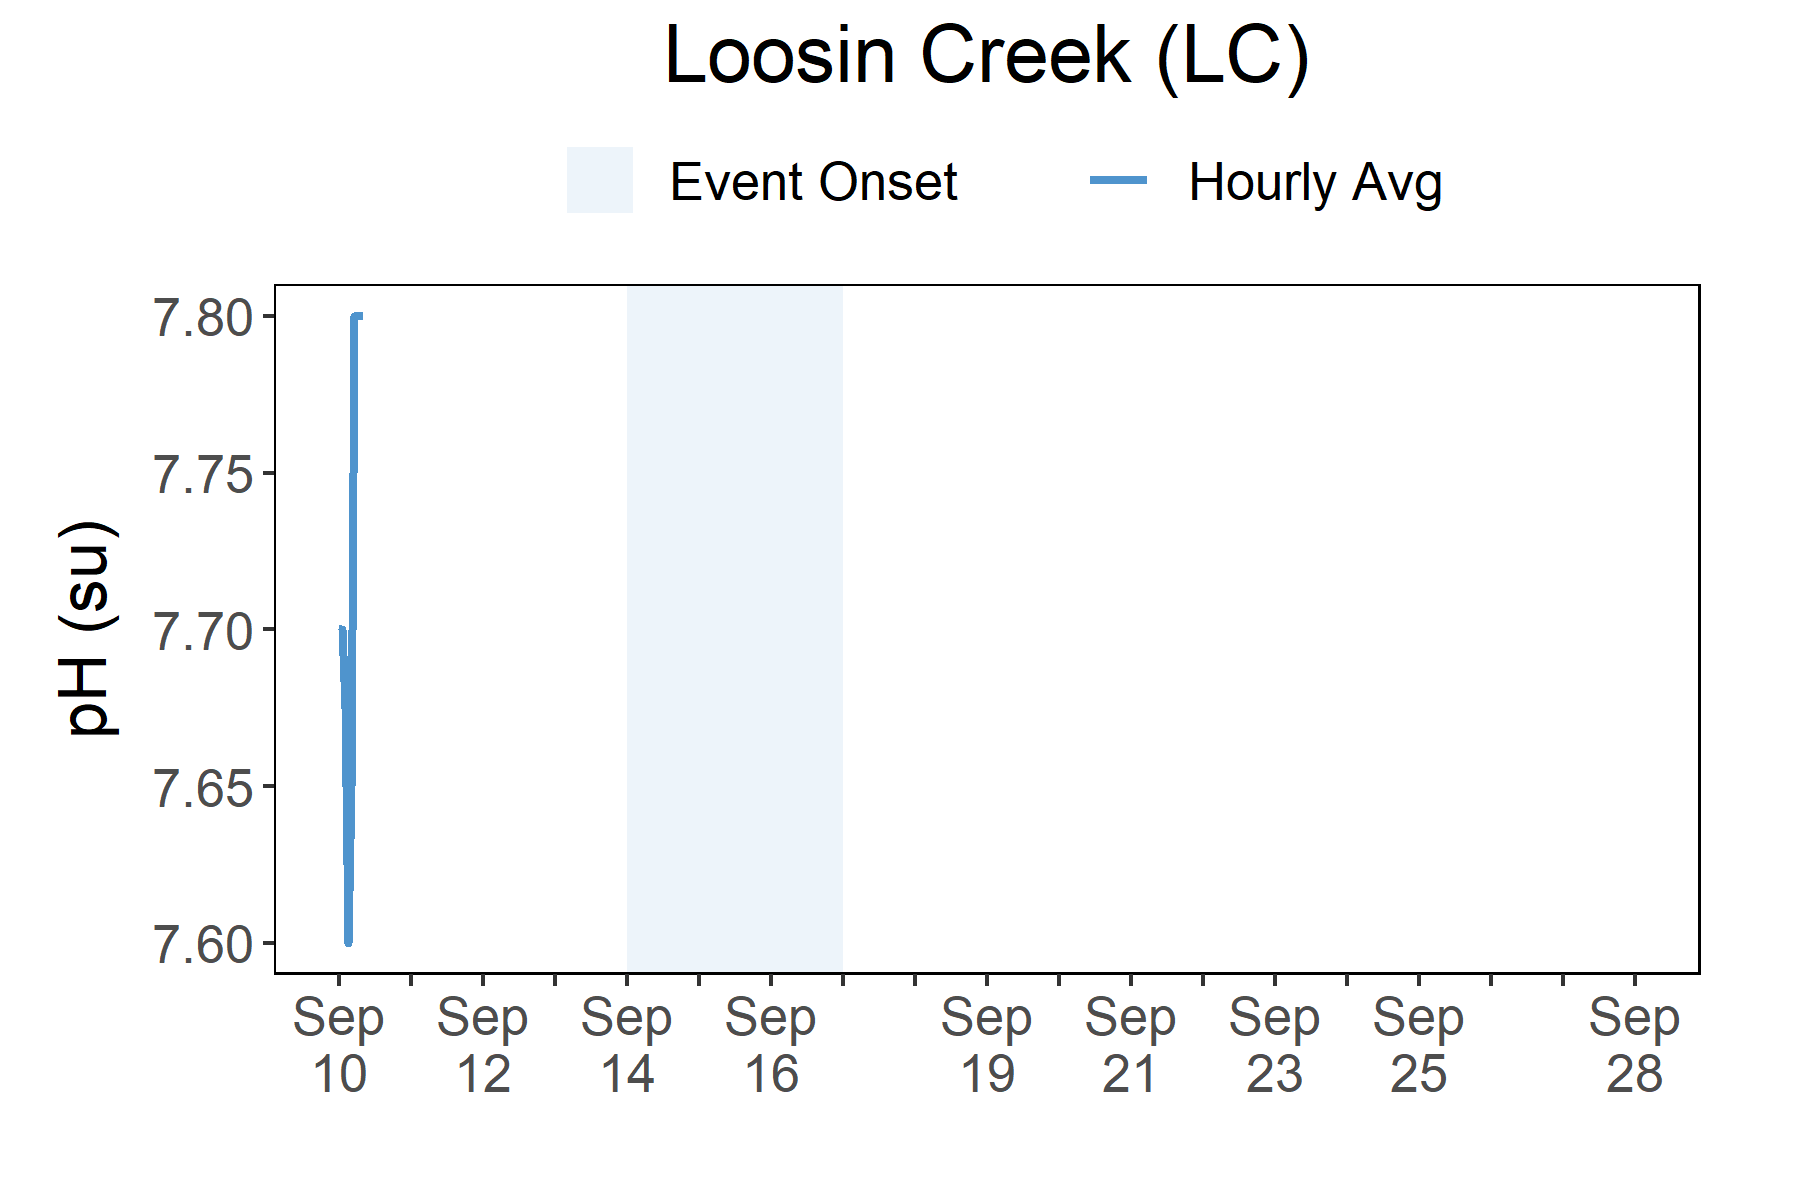 Loosin Creek (LC)
Event Onset Hourly Avg
pH (su)
7.80
7.75
7.70
7.65
7.60
Sep Sep Sep Sep Sep Sep Sep Sep Sep
10 12 14 16 19 21 23 25 28